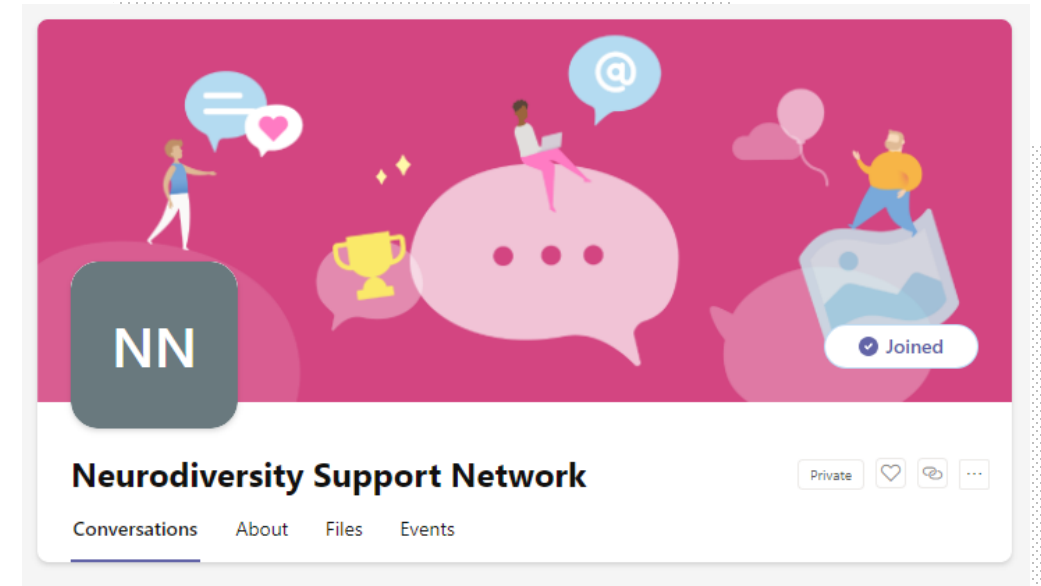 @
NN
Joined
Neurodiversity Support Network
Private
Conversations About Files Events